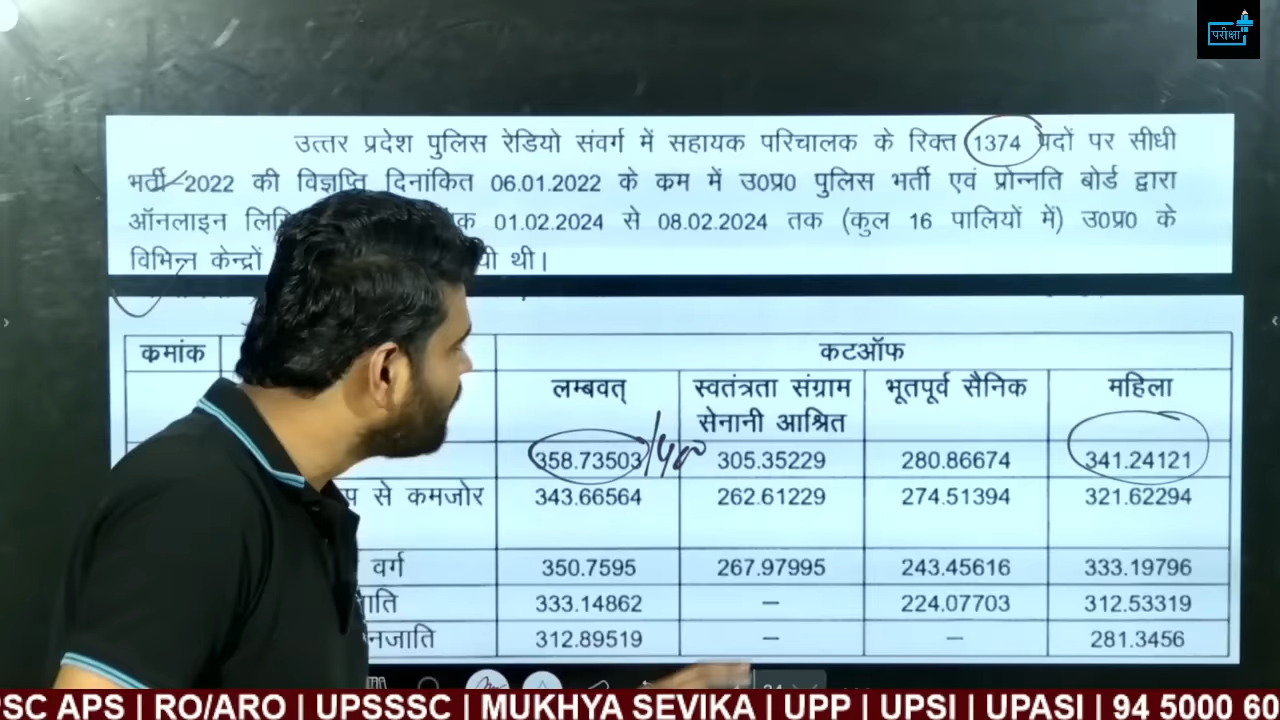 परीक्षा
उत्तर प्रदेश पुलिस रेडियो संवर्ग में सहायक परिचालक के रिक्त 1374 पदों पर सीधी
भर्ती-2022 की विज्ञप्ति दिनांकित 06.01.2022 के कम में उ0प्र0 पुलिस भर्ती एवं प्रोन्नति बोर्ड द्वारा
ऑनलाइन 01.02.2024 से 08.02.2024 तक (कुल 16 पालियों में) उ0प्र0 के
विभिन्न केन्द्रों थी।
कमांक कटऑफ
लम्बवत् स्वतंत्रता संग्राम भूतपूर्व सैनिक महिला
सेनानी आश्रित
358.73503 /400 305.35229 280.86674 341.24121
से कमजोर 343.66564 262.61229 274.51394 321.62294
वर्ग 350.7595 267.97995 243.45616 333.19796
333.14862 – 224.07703 312.53319
312.89519 – – 281.3456
SC APS | RO/ARO | UPSSSC | MUKHYA SEVIKA | UPP | UPSI | UPASI | 94 5000 60